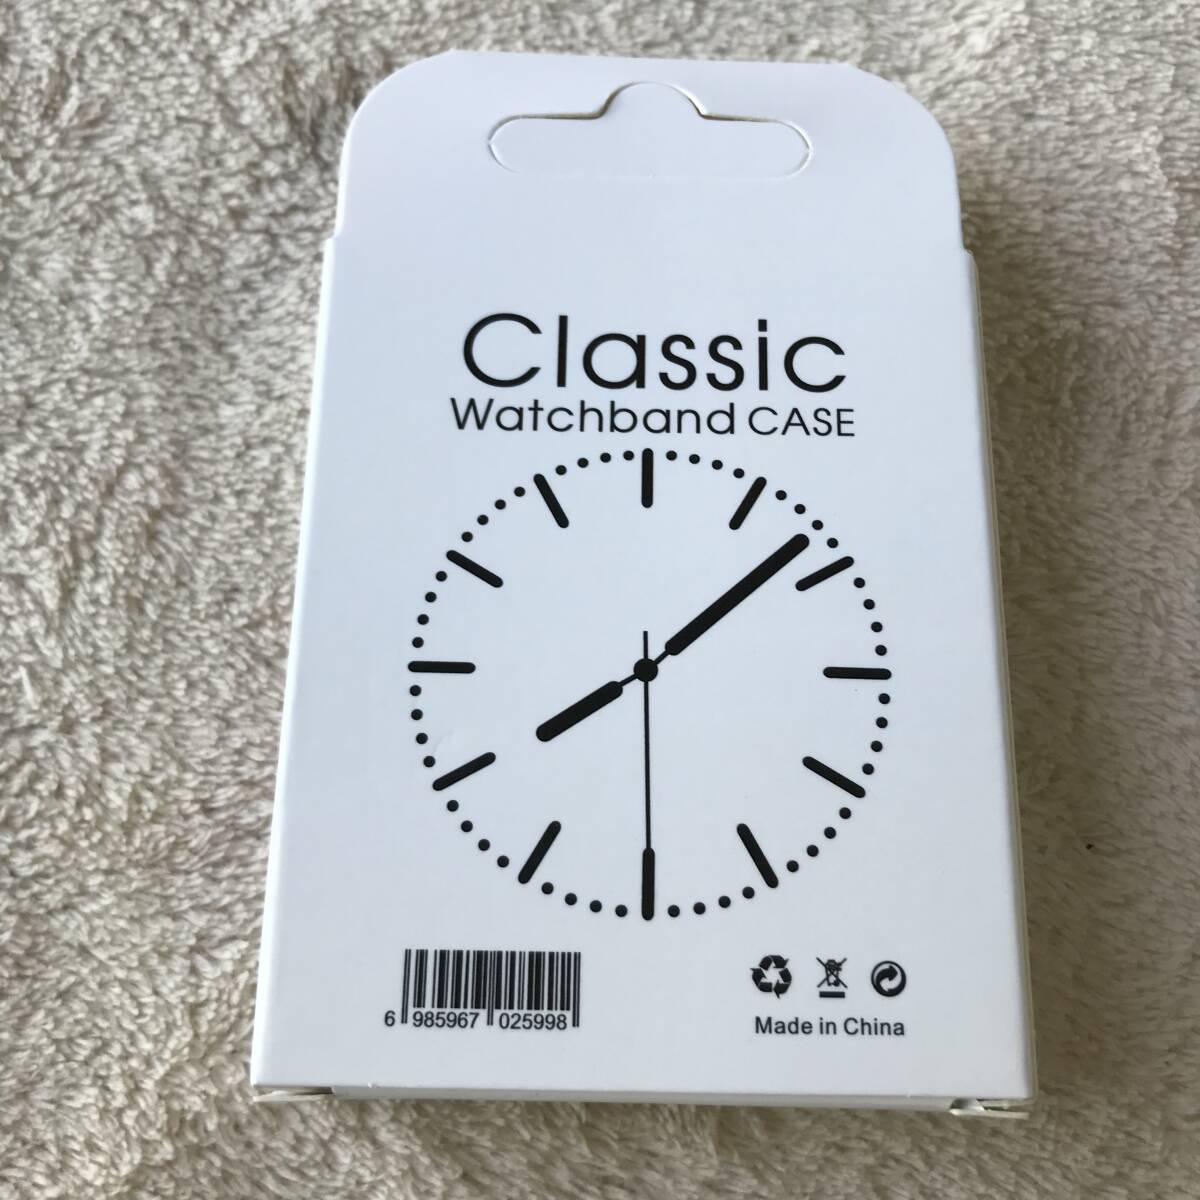 Classic
Watchband CASE
6 985967 025998
Made in China